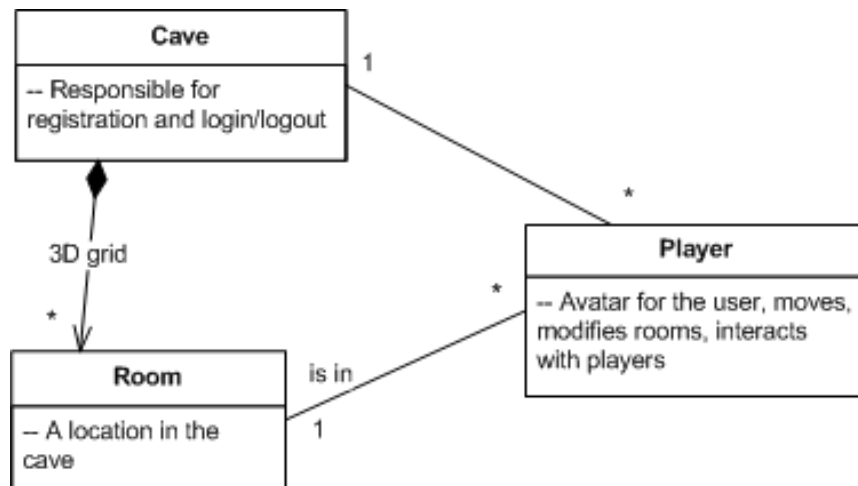 Cave
-- Responsible for
registration and login/logout
1
*
3D grid
*
Player
-- Avatar for the user, moves,
modifies rooms, interacts
with players
*
is in
1
Room
-- A location in the
cave